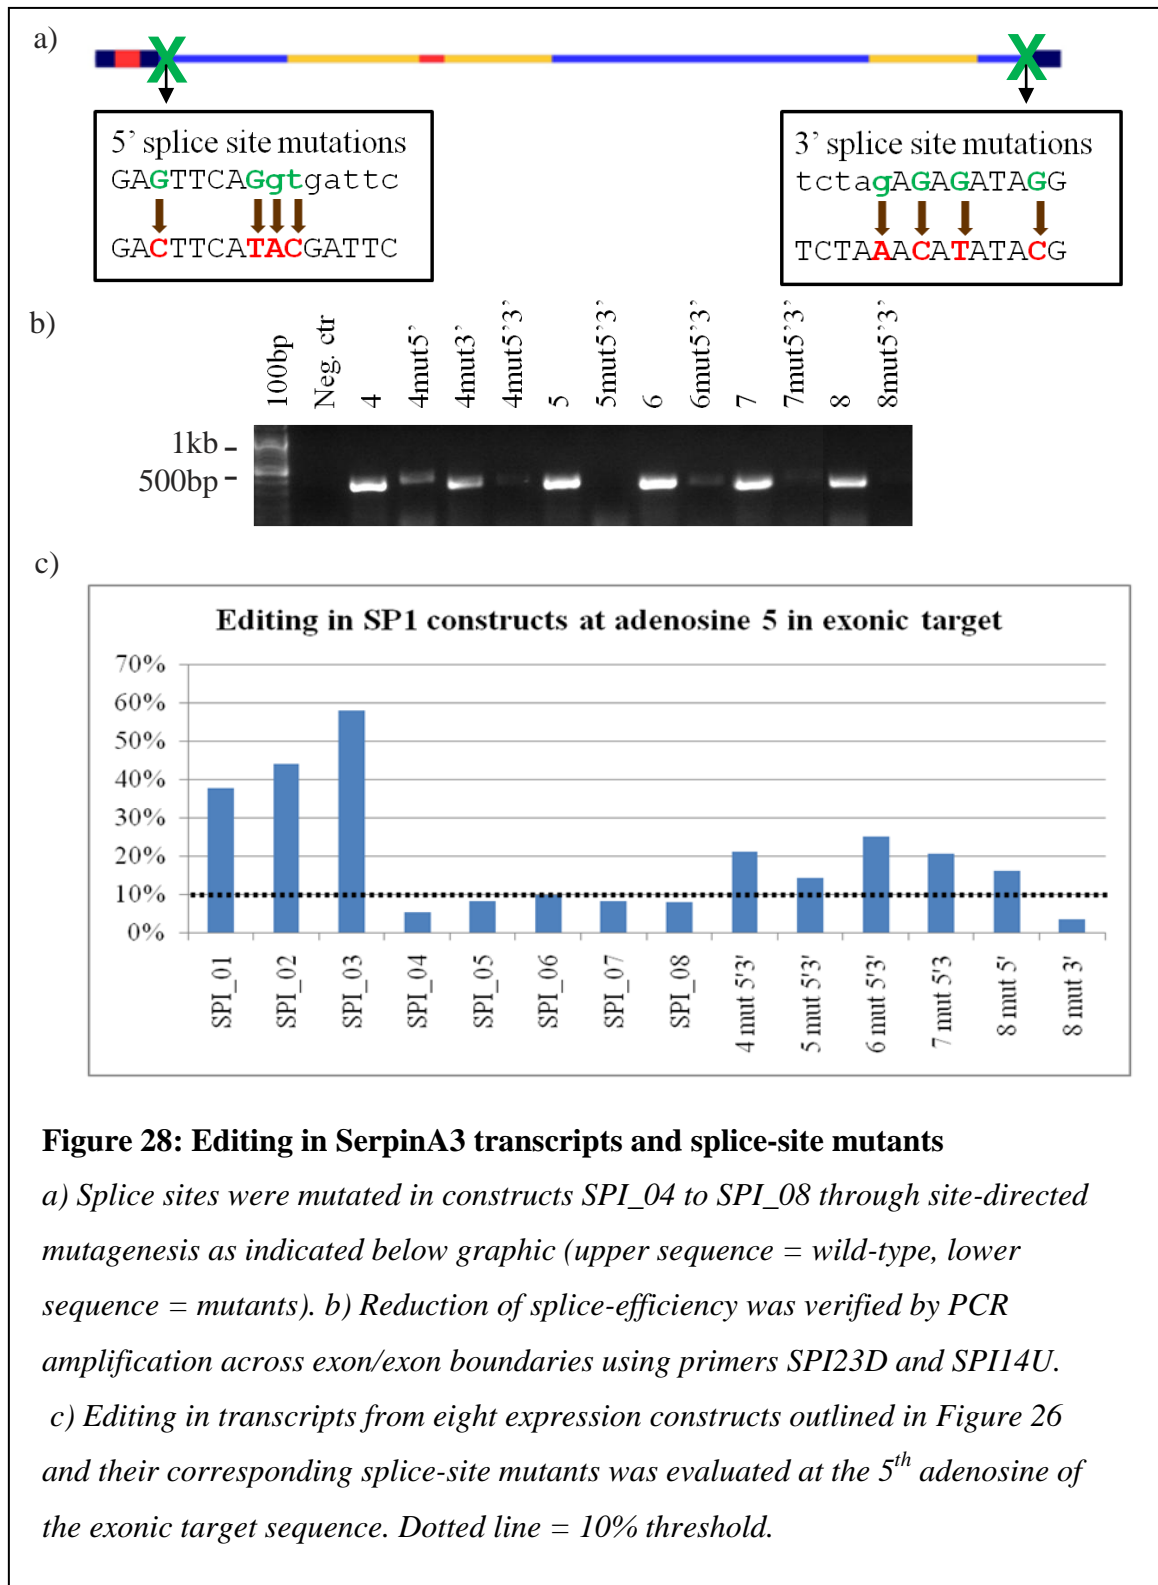 a)
5’ splice site mutations
GAGTTCAGgtgattc
GACTTCATACGATTC
3’ splice site mutations
tctagAGAGATAGG
TCTAAACATATACG
b)
100bp
Neg. ctr
4
4mut5’
4mut3’
4mut5’3’
5
5mut5’3’
6
6mut5’3’
7
7mut5’3’
8
8mut5’3’
1kb
500bp
c)
Editing in SP1 constructs at adenosine 5 in exonic target
70%
60%
50%
40%
30%
20%
10%
0%
SPI_01
SPI_02
SPI_03
SPI_04
SPI_05
SPI_06
SPI_07
SPI_08
4 mut 5'3'
5 mut 5'3'
6 mut 5'3'
7 mut 5'3
8 mut 5'
8 mut 3'
Figure 28: Editing in SerpinA3 transcripts and splice-site mutants
a) Splice sites were mutated in constructs SPI_04 to SPI_08 through site-directed
mutagenesis as indicated below graphic (upper sequence = wild-type, lower
sequence = mutants). b) Reduction of splice-efficiency was verified by PCR
amplification across exon/exon boundaries using primers SPI23D and SPI14U.
c) Editing in transcripts from eight expression constructs outlined in Figure 26
and their corresponding splice-site mutants was evaluated at the 5th adenosine of
the exonic target sequence. Dotted line = 10% threshold.